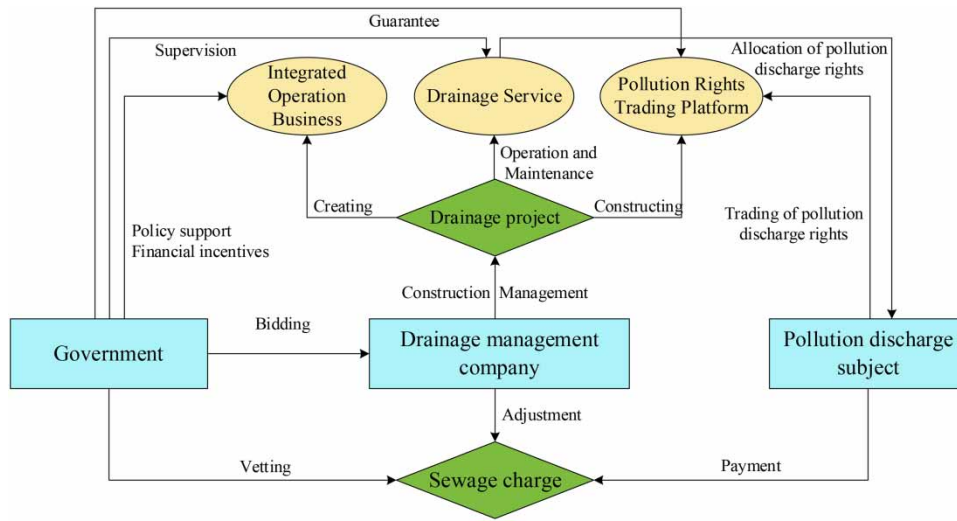 Guarantee
Supervision
Allocation of pollution
discharge rights
Integrated
Operation
Business
Drainage Service
Pollution Rights
Trading Platform
Operation and
Maintenance
Creating
Drainage project
Constructing
Policy support
Financial incentives
Trading of pollution
discharge rights
Construction Management
Bidding
Government
Drainage management
company
Pollution discharge
subject
Adjustment
Vetting
Sewage charge
Payment